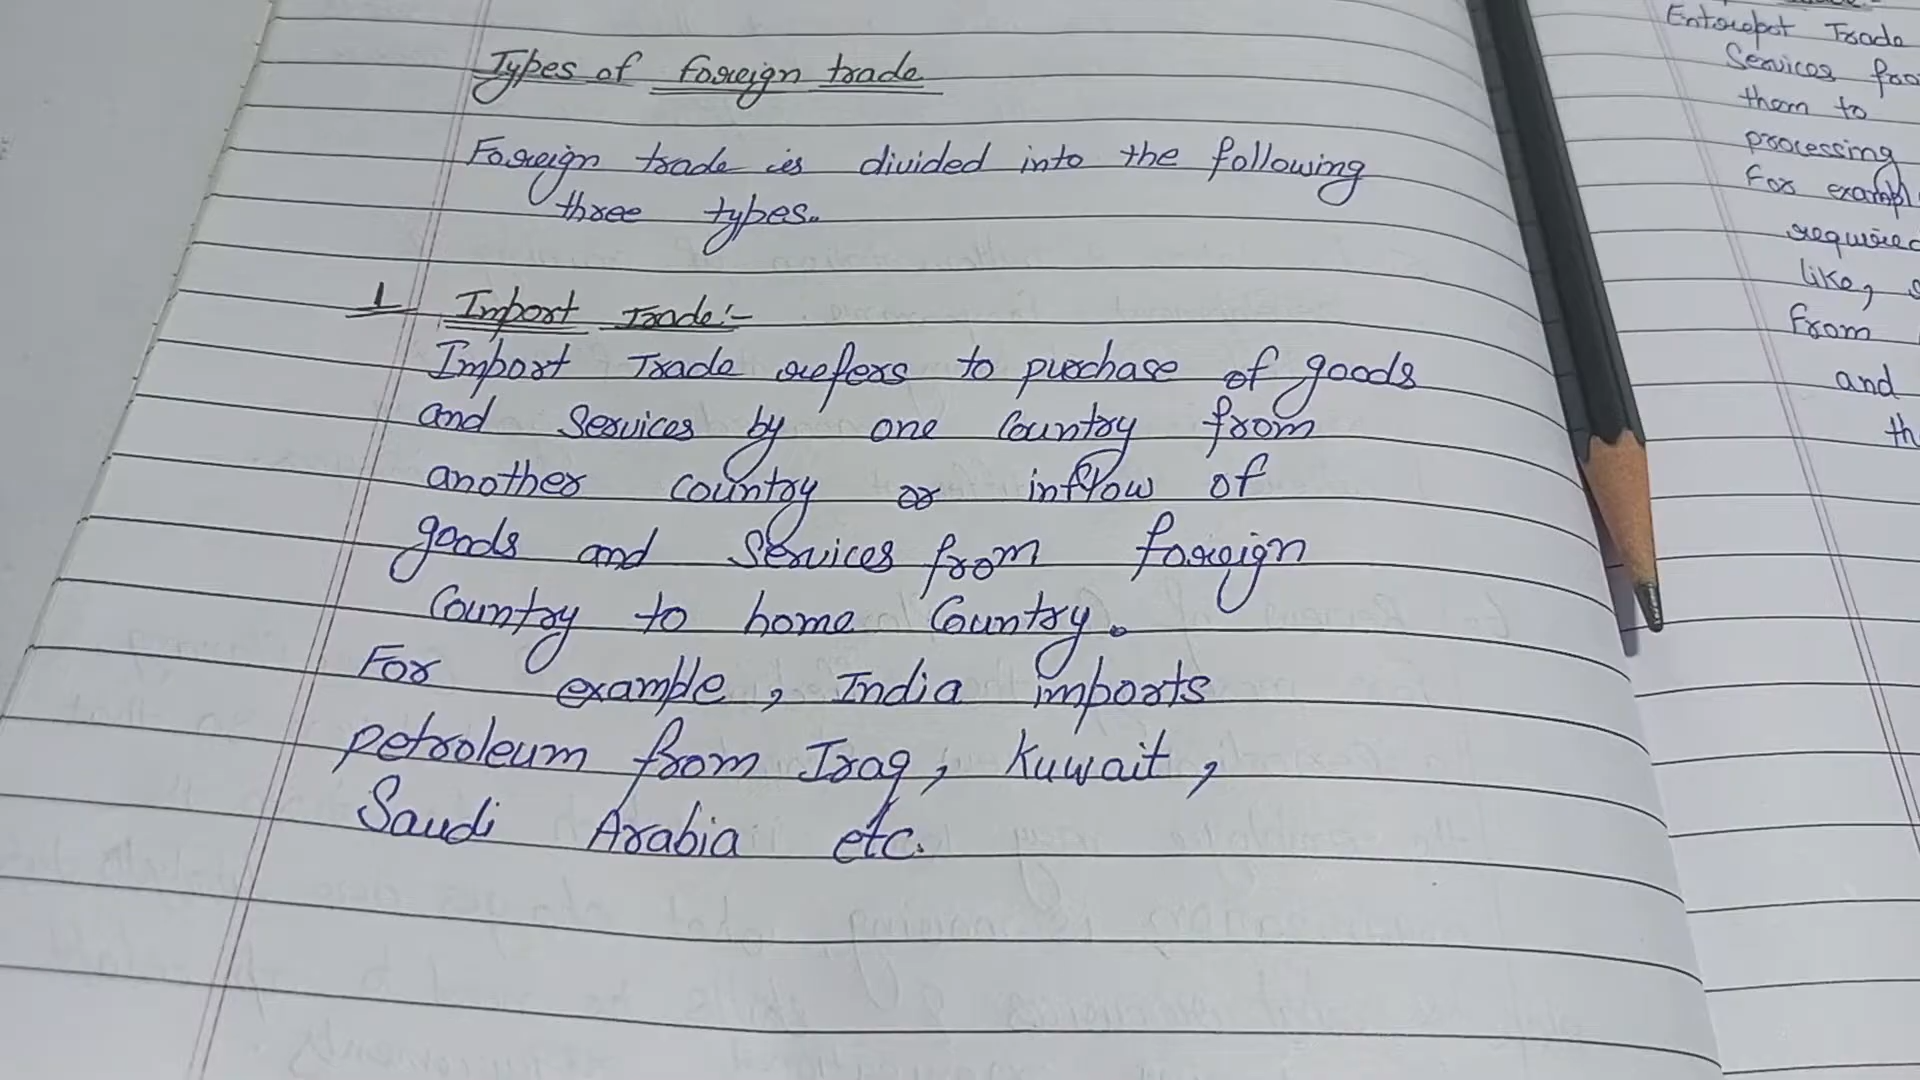 Types of foreign trade
Foreign trade is divided into the following
three types.
1 Import Trade:-
Import Trade refers to purchase of goods
and Services by one Country from
another country or inflow of
goods and Services from foreign
Country to home Country.
For example, India imports
petroleum from Iraq, Kuwait,
Saudi Arabia etc.
Entrepot Trade
Services
them to
processing
For
like,
from
and